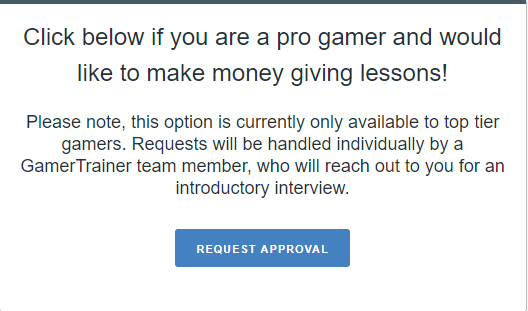 Click below if you are a pro gamer and would
like to make money giving lessons!
Please note, this option is currently only available to top tier
gamers. Requests will be handled individually by a
GamerTrainer team member, who will reach out to you for an
introductory interview.
REQUEST APPROVAL